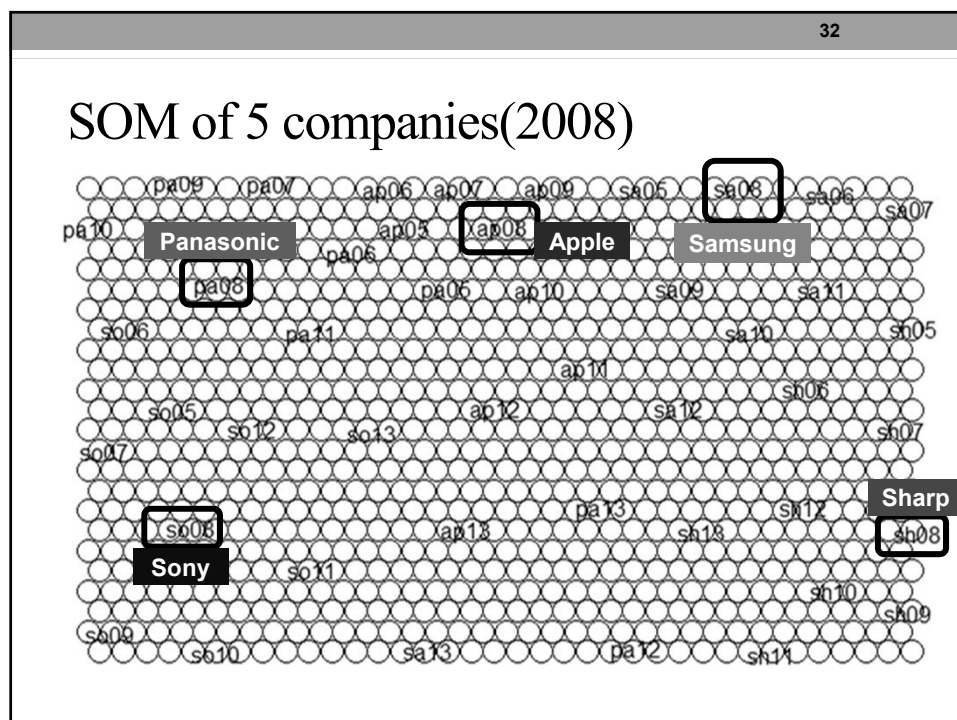 32
SOM of 5 companies(2008)
pa09 pa07 ap06 ap07 ap09 sa05 sa08 sa06
sa07
pa10 ap05 ap08
Panasonic Apple Samsung
pa06
pa08 pa05 ap10 sa09 sa11
so06 pa11 sa10 sh05
ap11
sh06
so05 ap12 sa12
so12 so13 sh07
so07
Sharp
pa13 sh12
so08 ap13 sh13 sh08
Sony so11
sh10
sh09
so09
so10 sa13 pa12 sh11